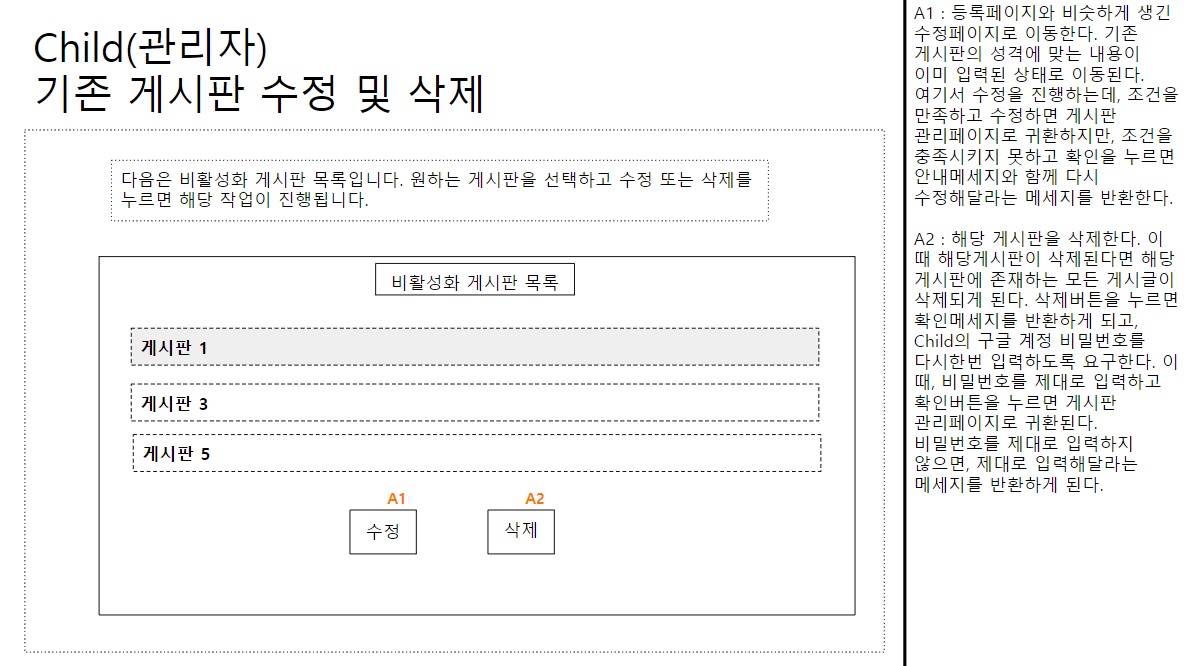 Child(관리자)
기존 게시판 수정 및 삭제
다음은 비활성화 게시판 목록입니다. 원하는 게시판을 선택하고 수정 또는 삭제를
누르면 해당 작업이 진행됩니다.
비활성화 게시판 목록
게시판 1
게시판 3
게시판 5
A1
A2
수정
삭제
A1 : 등록페이지와 비슷하게 생긴
수정페이지로 이동한다. 기존
게시판의 성격에 맞는 내용이
이미 입력된 상태로 이동된다.
여기서 수정을 진행하는데, 조건을
만족하고 수정하면 게시판
관리페이지로 귀환하지만, 조건을
충족시키지 못하고 확인을 누르면
안내메세지와 함께 다시
수정해달라는 메세지를 반환한다.
A2 : 해당 게시판을 삭제한다. 이
때 해당게시판이 삭제된다면 해당
게시판에 존재하는 모든 게시글이
삭제되게 된다. 삭제버튼을 누르면
확인메세지를 반환하게 되고,
Child의 구글 계정 비밀번호를
다시한번 입력하도록 요구한다. 이
때, 비밀번호를 제대로 입력하고
확인버튼을 누르면 게시판
관리페이지로 귀환된다.
비밀번호를 제대로 입력하지
않으면, 제대로 입력해달라는
메세지를 반환하게 된다.